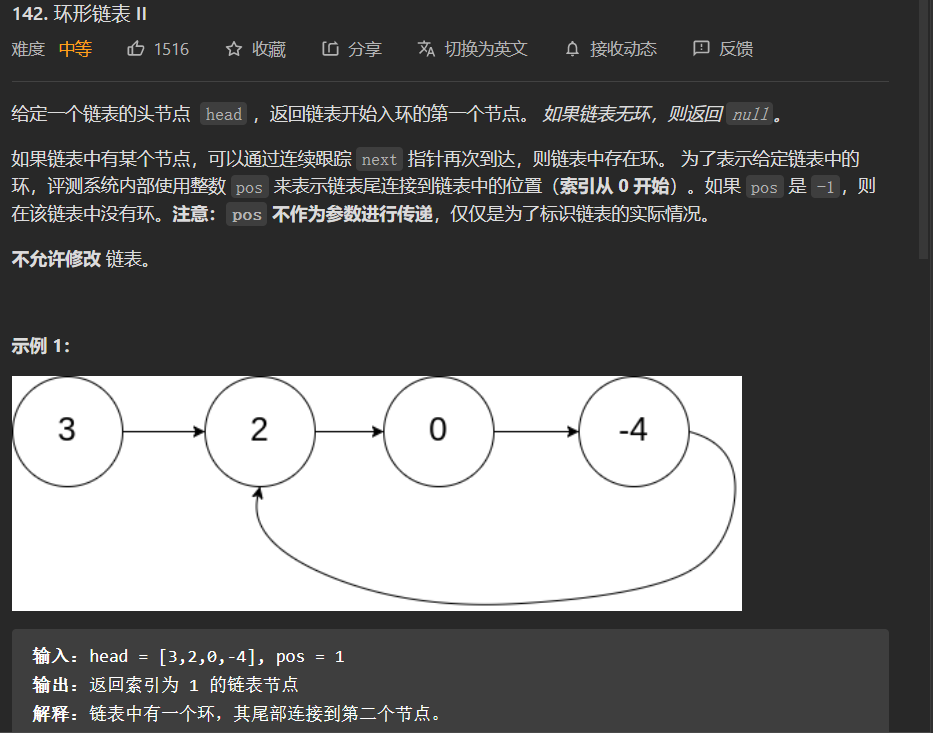 142. 环形链表 II
难度 中等 1516 收藏 分享 切换为英文 接收动态 反馈
给定一个链表的头节点 head ，返回链表开始入环的第一个节点。 如果链表无环，则返回 null。
如果链表中有某个节点，可以通过连续跟踪 next 指针再次到达，则链表中存在环。 为了表示给定链表中的
环，评测系统内部使用整数 pos 来表示链表尾连接到链表中的位置（索引从 0 开始）。如果 pos 是 -1，则
在该链表中没有环。注意：pos 不作为参数进行传递，仅仅是为了标识链表的实际情况。
不允许修改 链表。
示例 1：
3 2 0 -4
输入：head = [3,2,0,-4], pos = 1
输出：返回索引为 1 的链表节点
解释：链表中有一个环，其尾部连接到第二个节点。